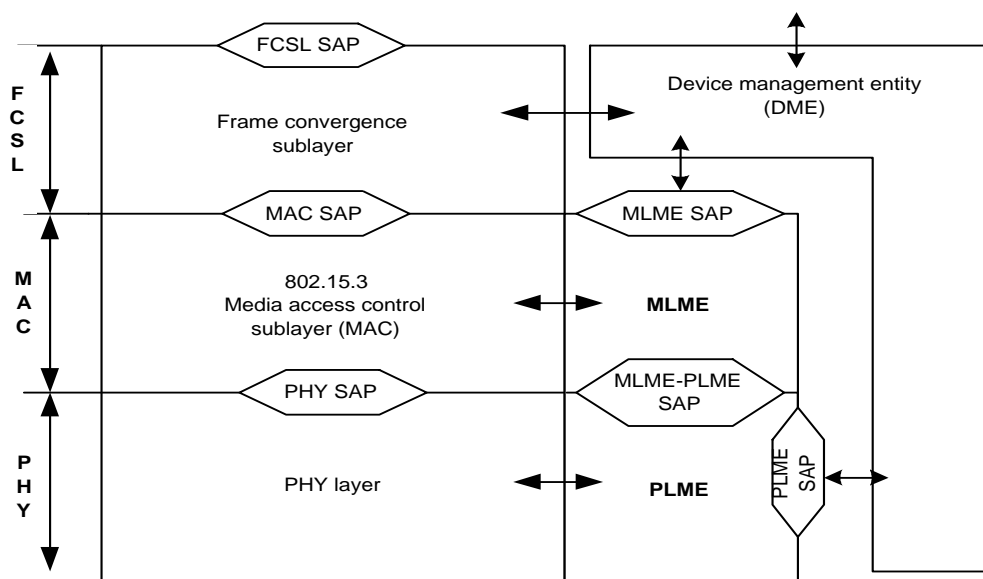 FCSL SAP
Device management entity
(DME)
F
C
S
L
Frame convergence
sublayer
MAC SAP
MLME SAP
M
A
C
802.15.3
Media access control
sublayer (MAC)
MLME
PHY SAP
MLME-PLME
SAP
P
H
Y
PHY layer
PLME
PLME
SAP